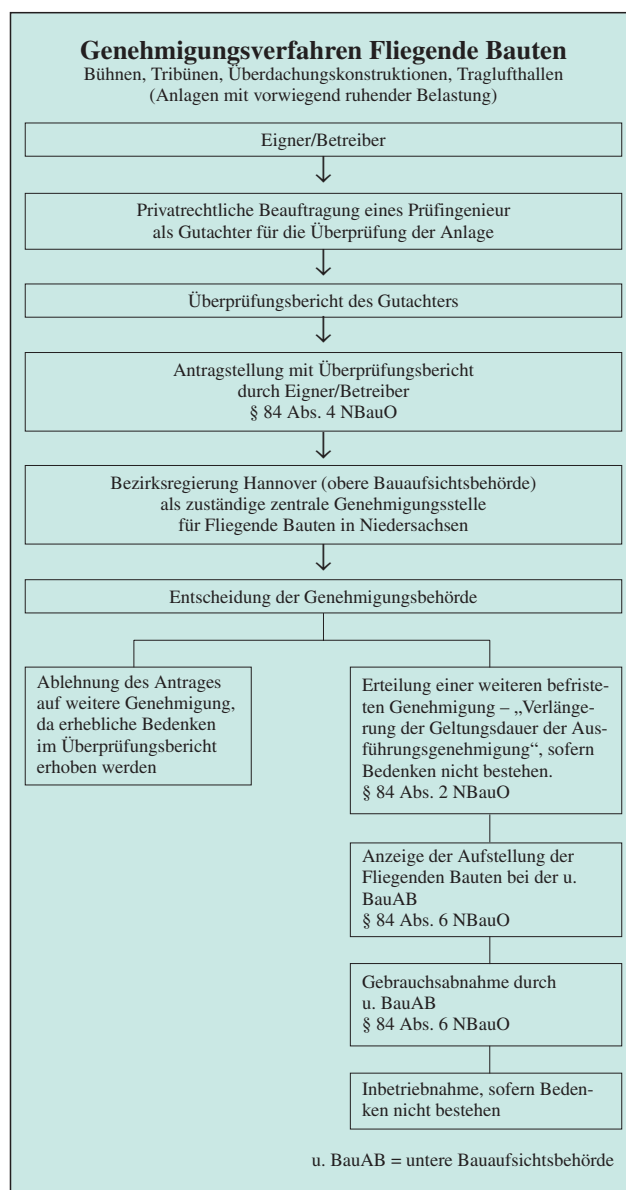 Genehmigungsverfahren Fliegende Bauten
Bühnen, Tribünen, Überdachungskonstruktionen, Traglufthallen
(Anlagen mit vorwiegend ruhender Belastung)
Eigner/Betreiber
Privatrechtliche Beauftragung eines Prüfingenieur
als Gutachter für die Überprüfung der Anlage
Überprüfungsbericht des Gutachters
Antragstellung mit Überprüfungsbericht
durch Eigner/Betreiber
§ 84 Abs. 4 NBauO
Bezirksregierung Hannover (obere Bauaufsichtsbehörde)
als zuständige zentrale Genehmigungsstelle
für Fliegende Bauten in Niedersachsen
Entscheidung der Genehmigungsbehörde
Ablehnung des Antrages
auf weitere Genehmigung,
da erhebliche Bedenken
im Überprüfungsbericht
erhoben werden
Erteilung einer weiteren befriste-
ten Genehmigung – „Verlänge-
rung der Geltungsdauer der Aus-
führungsgenehmigung“, sofern
Bedenken nicht bestehen.
§ 84 Abs. 2 NBauO
Anzeige der Aufstellung der
Fliegenden Bauten bei der u.
BauAB
§ 84 Abs. 6 NBauO
Gebrauchsabnahme durch
u. BauAB
§ 84 Abs. 6 NBauO
Inbetriebnahme, sofern Beden-
ken nicht bestehen
u. BauAB = untere Bauaufsichtsbehörde